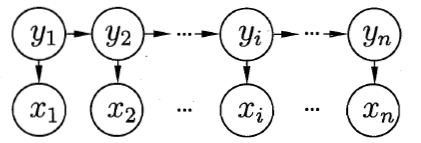 y₁ y₂ ... yᵢ ... yₙ
x₁ x₂ ... xᵢ ... xₙ